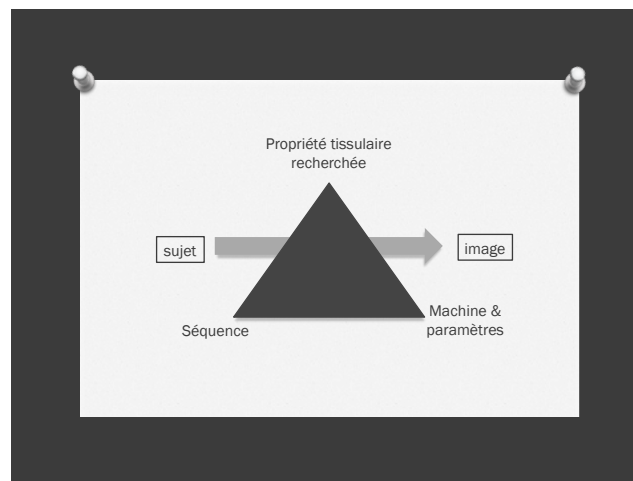 Propriété tissulaire
recherchée
sujet
image
Séquence
Machine &
paramètres